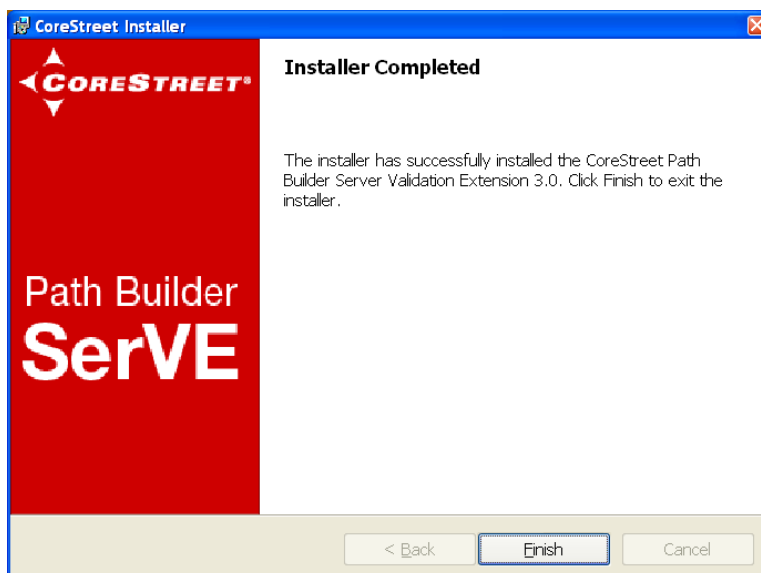 CoreStreet Installer
CORESTREET®
Installer Completed
The installer has successfully installed the CoreStreet Path
Builder Server Validation Extension 3.0. Click Finish to exit the
installer.
Path Builder
SerVE
< Back
Finish
Cancel